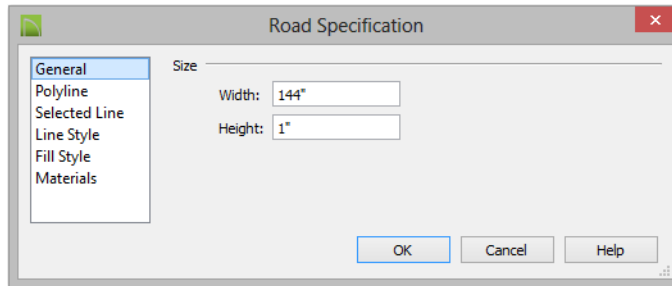 Road Specification
General
Polyline
Selected Line
Line Style
Fill Style
Materials
Size
Width: 144"
Height: 1"
OK Cancel Help